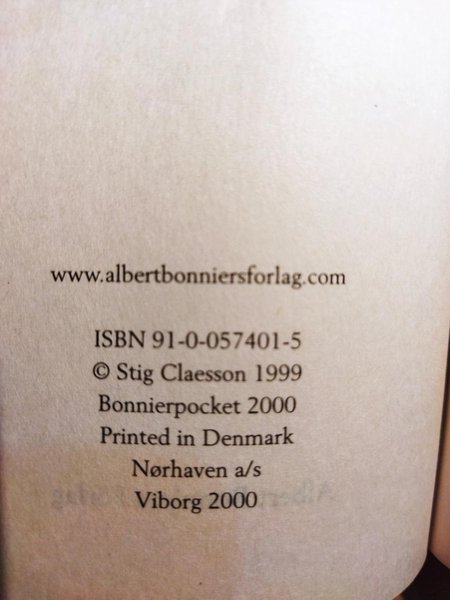 www.albertbonniersforlag.com
ISBN 91-0-057401-5
© Stig Claesson 1999
Bonnierpocket 2000
Printed in Denmark
Nørhaven a/s
Viborg 2000